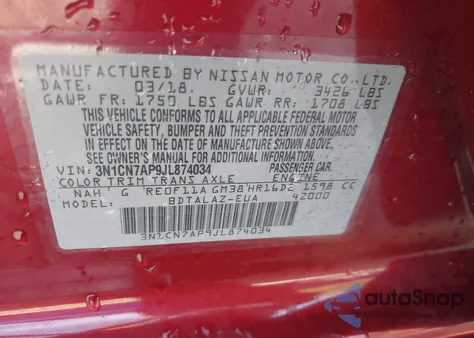 MANUFACTURED BY NISSAN MOTOR CO., LTD.
DATE: 03/18. GVWR: 3426 LBS
GAWR FR: 1750 LBS GAWR RR: 1708 LBS
THIS VEHICLE CONFORMS TO ALL APPLICABLE FEDERAL MOTOR
VEHICLE SAFETY, BUMPER AND THEFT PREVENTION STANDARDS
IN EFFECT ON THE DATE OF MANUFACTURE SHOWN ABOVE.
SEE OWNER'S MANUAL FOR ADDITIONAL INFORMATION.
VIN: 3N1CN7AP9JL874034 PASSENGER CAR.
COLOR TRIM TRANS AXLE ENGINE
NAH G RE0F11A GM38 HR16DE 1598 CC
MODEL: BDTALAZ-EUA 42000
3N1CN7AP9JL874034
autoSnap